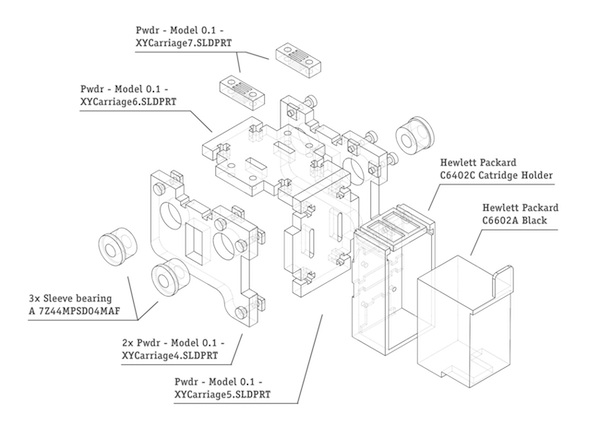 Pwdr - Model 0.1 -
XYCarriage7.SLDPRT
Pwdr - Model 0.1 -
XYCarriage6.SLDPRT
Hewlett Packard
C6402C Catridge Holder
Hewlett Packard
C6602A Black
3x Sleeve bearing
A 7Z44MPSD04MAF
2x Pwdr - Model 0.1 -
XYCarriage4.SLDPRT
Pwdr - Model 0.1 -
XYCarriage5.SLDPRT